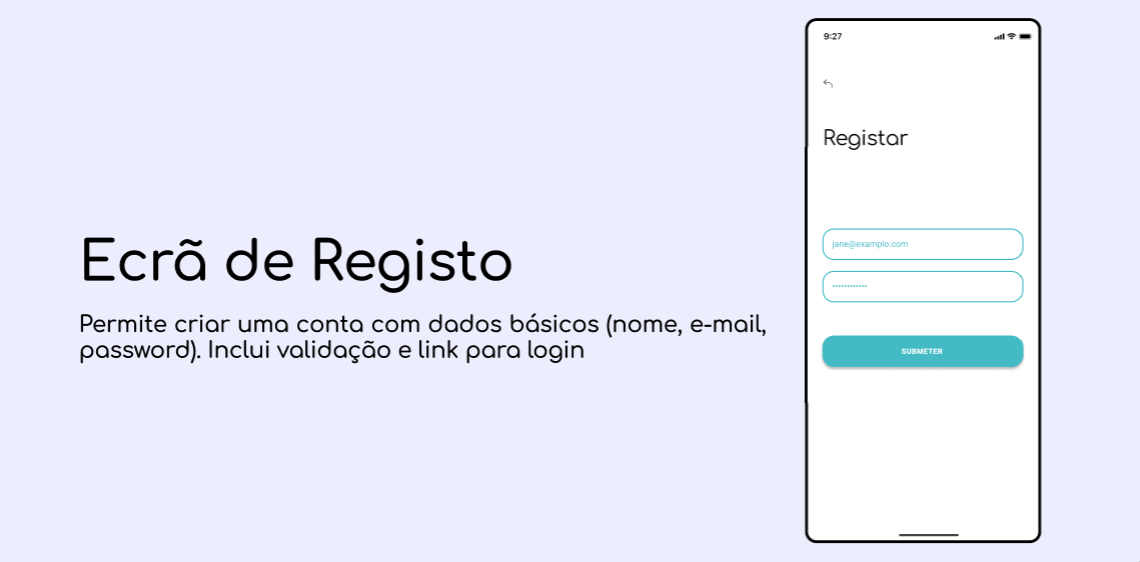 9:27
Registar
Ecrã de Registo
Permite criar uma conta com dados básicos (nome, e-mail,
password). Inclui validação e link para login
jane@examplo.com
••••••••••••
SUBMETER